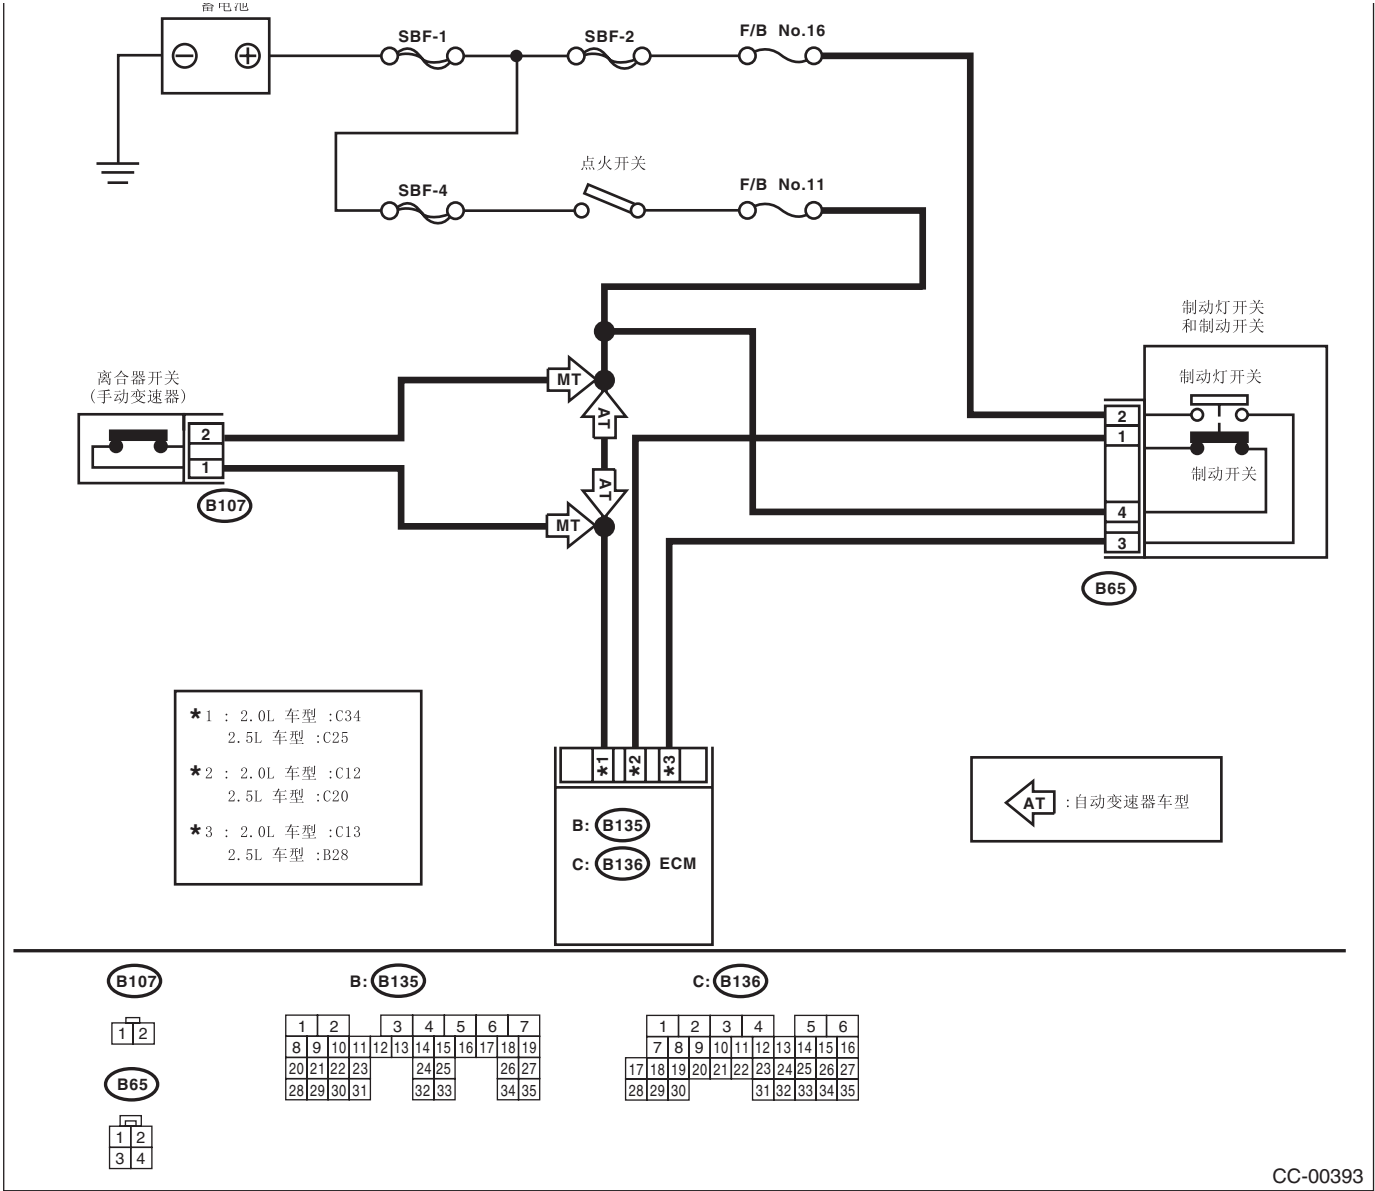 蓄电池
SBF-1
SBF-2
F/B No.16
点火开关
SBF-4
F/B No.11
制动灯开关
和制动开关
离合器开关
(手动变速器)
MT
AT
制动灯开关
2
1
2
1
AT
制动开关
B107
MT
4
3
B65
*1 : 2.0L 车型 :C34
2.5L 车型 :C25
*2 : 2.0L 车型 :C12
2.5L 车型 :C20
*3 : 2.0L 车型 :C13
2.5L 车型 :B28
*1 *2 *3
B: B135
C: B136 ECM
AT :自动变速器车型
B107
1 2
B65
1 2
3 4
B: B135
1 2 3 4 5 6 7
8 9 10 11 12 13 14 15 16 17 18 19
20 21 22 23 24 25 26 27
28 29 30 31 32 33 34 35
C: B136
1 2 3 4 5 6
7 8 9 10 11 12 13 14 15 16
17 18 19 20 21 22 23 24 25 26 27
28 29 30 31 32 33 34 35
CC-00393